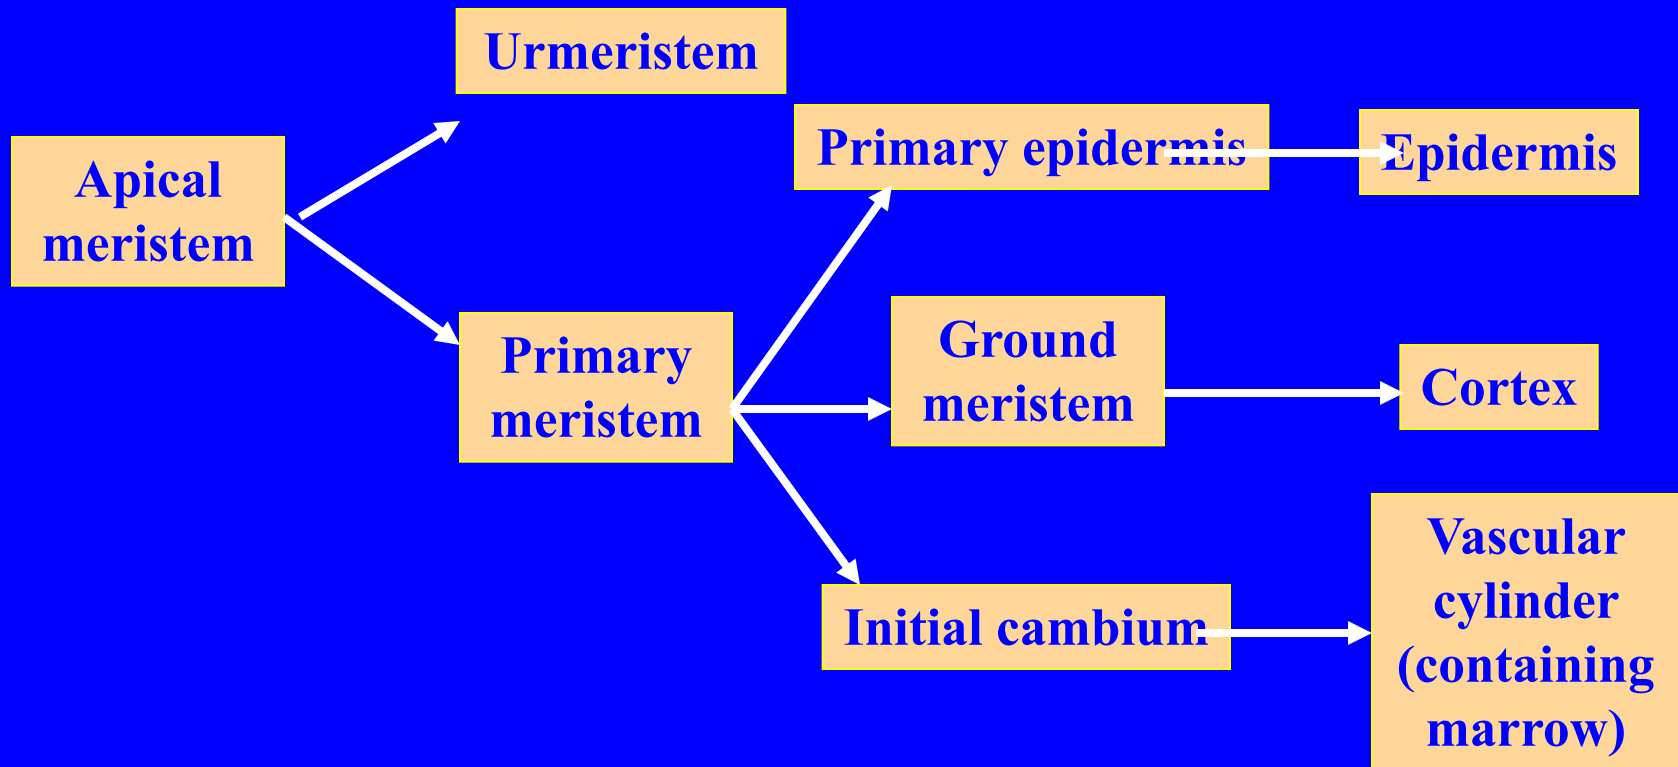 Urmeristem
Apical
meristem
Primary epidermis
Epidermis
Primary
meristem
Ground
meristem
Cortex
Initial cambium
Vascular
cylinder
(containing
marrow)